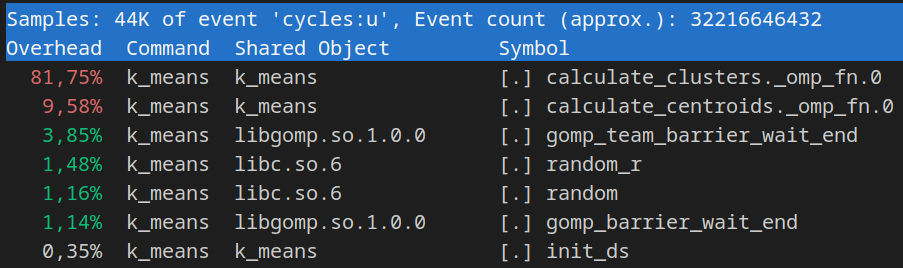 Samples: 44K of event 'cycles:u', Event count (approx.): 32216646432
Overhead  Command  Shared Object        Symbol
81,75%  k_means  k_means              [.] calculate_clusters._omp_fn.0
9,58%  k_means  k_means              [.] calculate_centroids._omp_fn.0
3,85%  k_means  libgomp.so.1.0.0     [.] gomp_team_barrier_wait_end
1,48%  k_means  libc.so.6            [.] random_r
1,16%  k_means  libc.so.6            [.] random
1,14%  k_means  libgomp.so.1.0.0     [.] gomp_barrier_wait_end
0,35%  k_means  k_means              [.] init_ds